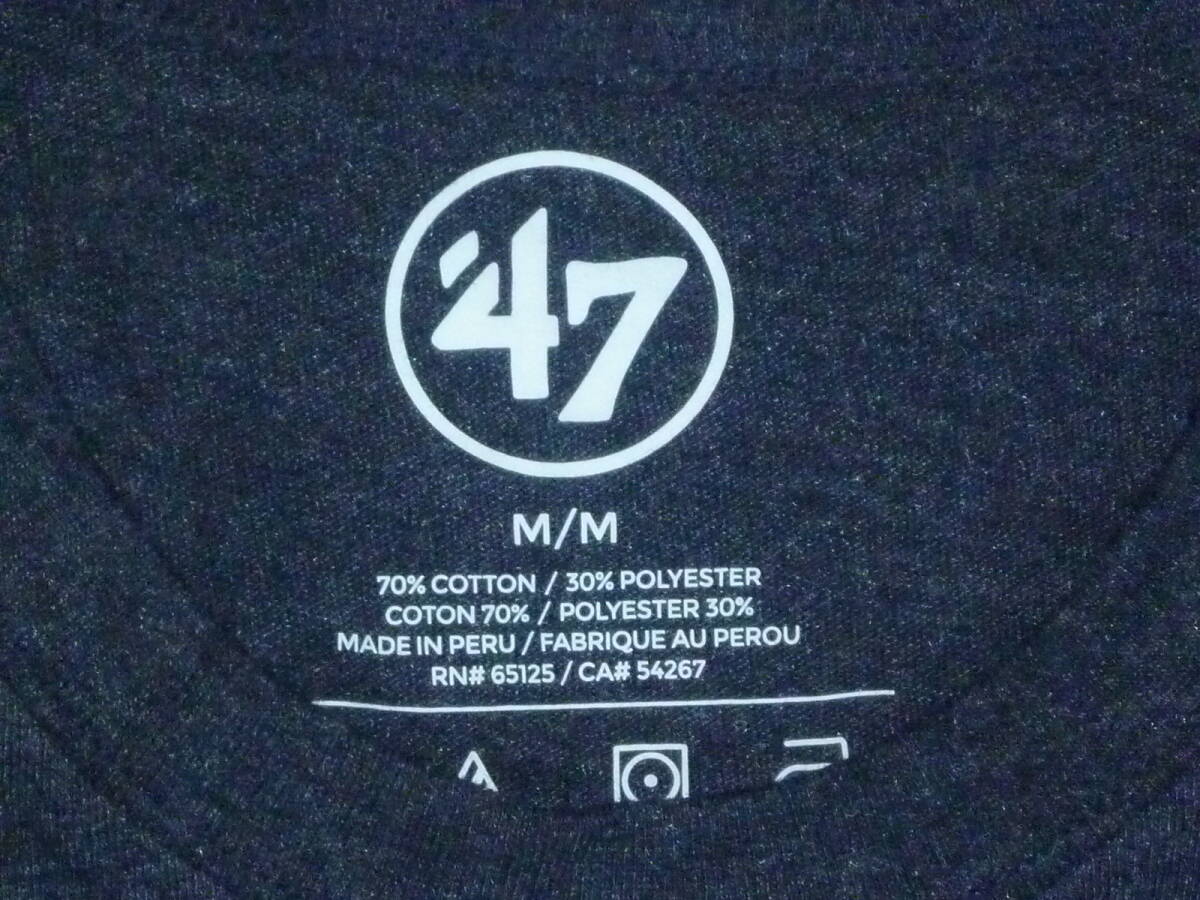 '47
M/M
70% COTTON / 30% POLYESTER
COTON 70% / POLYESTER 30%
MADE IN PERU / FABRIQUE AU PEROU
RN# 65125 / CA# 54267